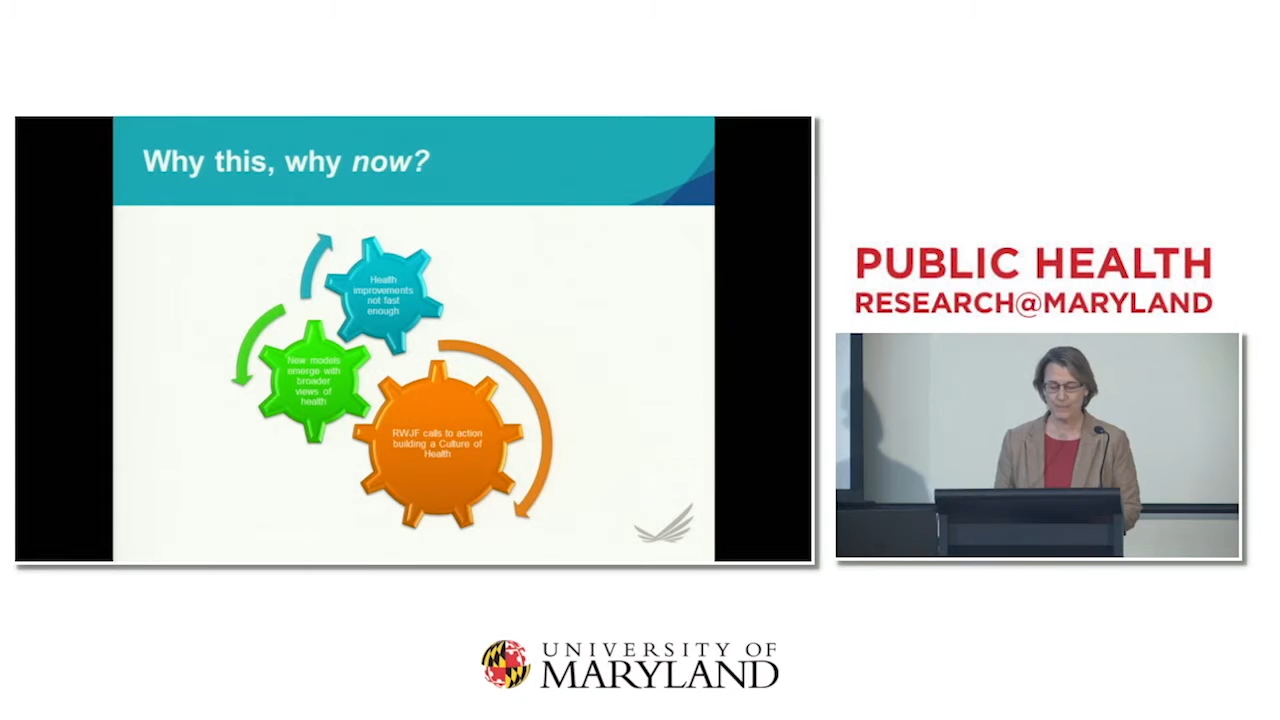 Why this, why now?
Health
improvements
not fast
enough
New models
emerge with
broader
views of
health
RWJF calls to action
building a Culture of
Health
PUBLIC HEALTH
RESEARCH@MARYLAND
UNIVERSITY OF
MARYLAND